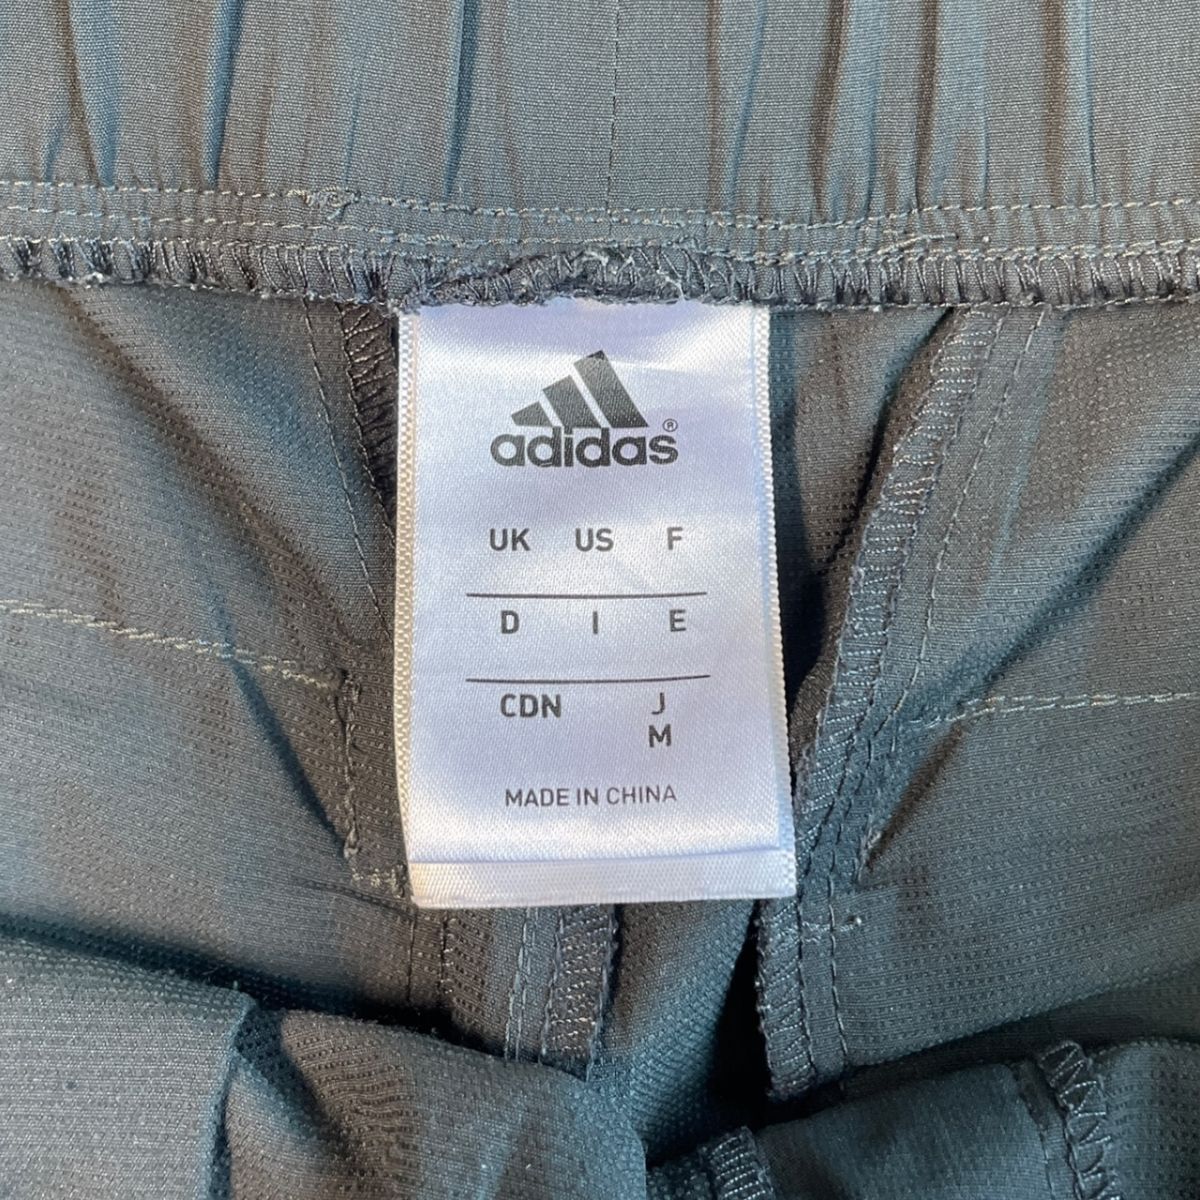 adidas®
UK US F
D I E
CDN J
M
MADE IN CHINA